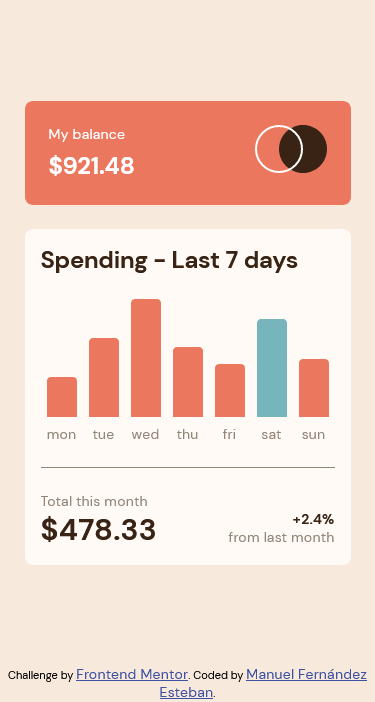 My balance
$921.48
Spending - Last 7 days
mon tue wed thu fri sat sun
Total this month
$478.33
+2.4%
from last month
Challenge by Frontend Mentor. Coded by Manuel Fernández
Esteban.